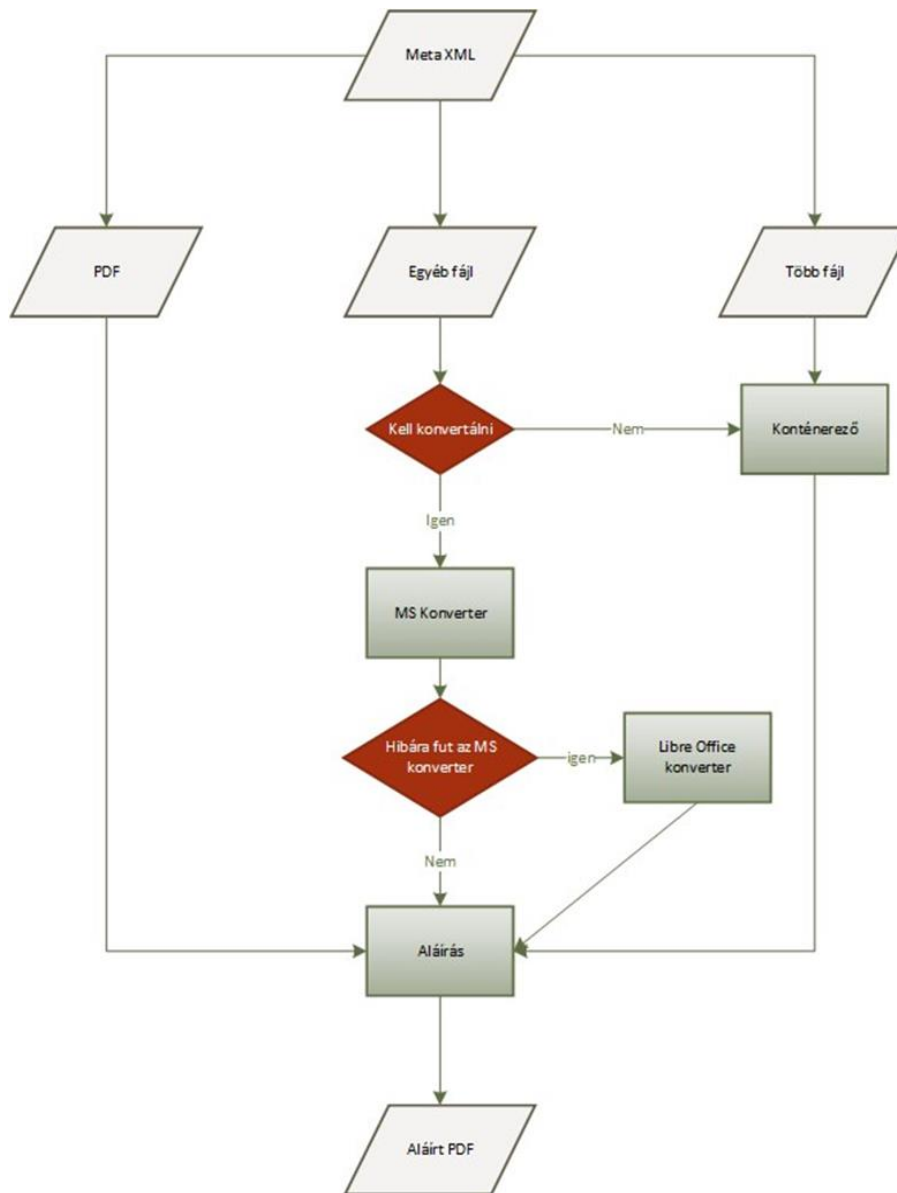 Meta XML
PDF
Egyéb fájl
Több fájl
Kell konvertálni
Nem
Konténerező
Igen
MS Konverter
Hibára fut az MS
konverter
igen
Libre Office
konverter
Nem
Aláírás
Aláírt PDF